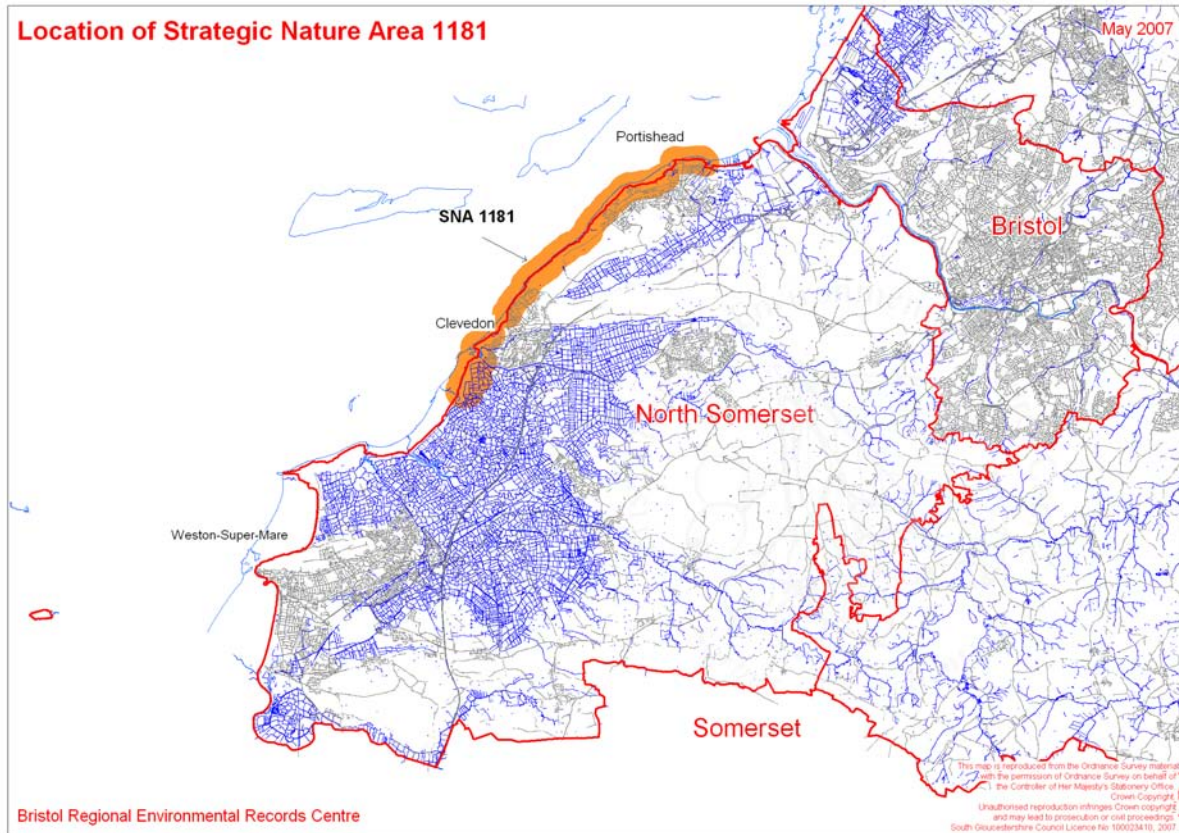 Location of Strategic Nature Area 1181
May 2007
Portishead
SNA 1181
Bristol
Clevedon
North Somerset
Weston-Super-Mare
Somerset
This map is reproduced from the Ordnance Survey material
with the permission of Ordnance Survey on behalf of
the Controller of Her Majesty's Stationery Office
Crown Copyright
Unauthorised reproduction infringes Crown copyright
and may lead to prosecution or civil proceedings
South Gloucestershire Council Licence No 100023410, 2007
Bristol Regional Environmental Records Centre